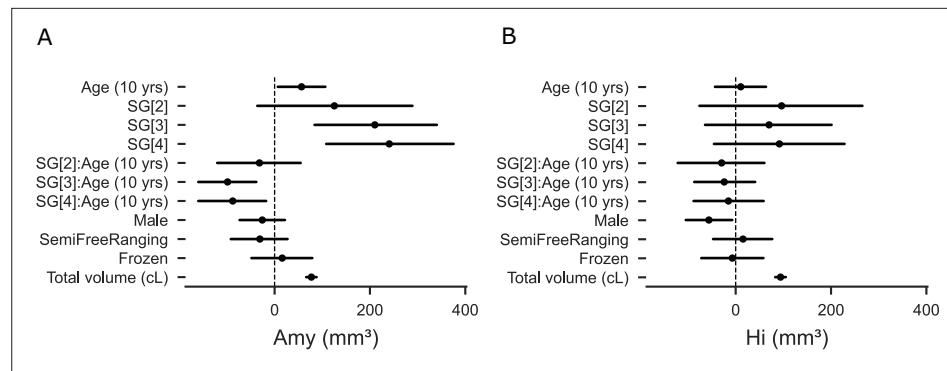 A
Age (10 yrs)
SG[2]
SG[3]
SG[4]
SG[2]:Age (10 yrs)
SG[3]:Age (10 yrs)
SG[4]:Age (10 yrs)
Male
SemiFreeRanging
Frozen
Total volume (cL)
0 200 400
Amy (mm³)
B
Age (10 yrs)
SG[2]
SG[3]
SG[4]
SG[2]:Age (10 yrs)
SG[3]:Age (10 yrs)
SG[4]:Age (10 yrs)
Male
SemiFreeRanging
Frozen
Total volume (cL)
0 200 400
Hi (mm³)